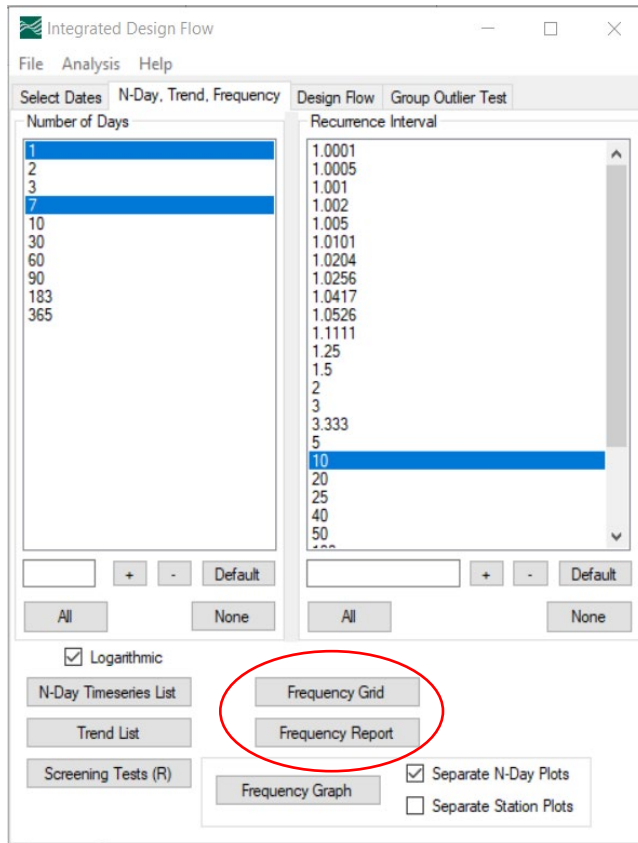 Integrated Design Flow
File Analysis Help
Select Dates N-Day, Trend, Frequency Design Flow Group Outlier Test
Number of Days
1
2
3
7
10
30
60
90
183
365
+ - Default
All None
Recurrence Interval
1.0001
1.0005
1.001
1.002
1.005
1.0101
1.0204
1.0256
1.0417
1.0526
1.1111
1.25
1.5
2
3
3.333
5
10
20
25
40
50
+ - Default
All None
Logarithmic
N-Day Timeseries List
Trend List
Screening Tests (R)
Frequency Grid
Frequency Report
Frequency Graph
Separate N-Day Plots
Separate Station Plots